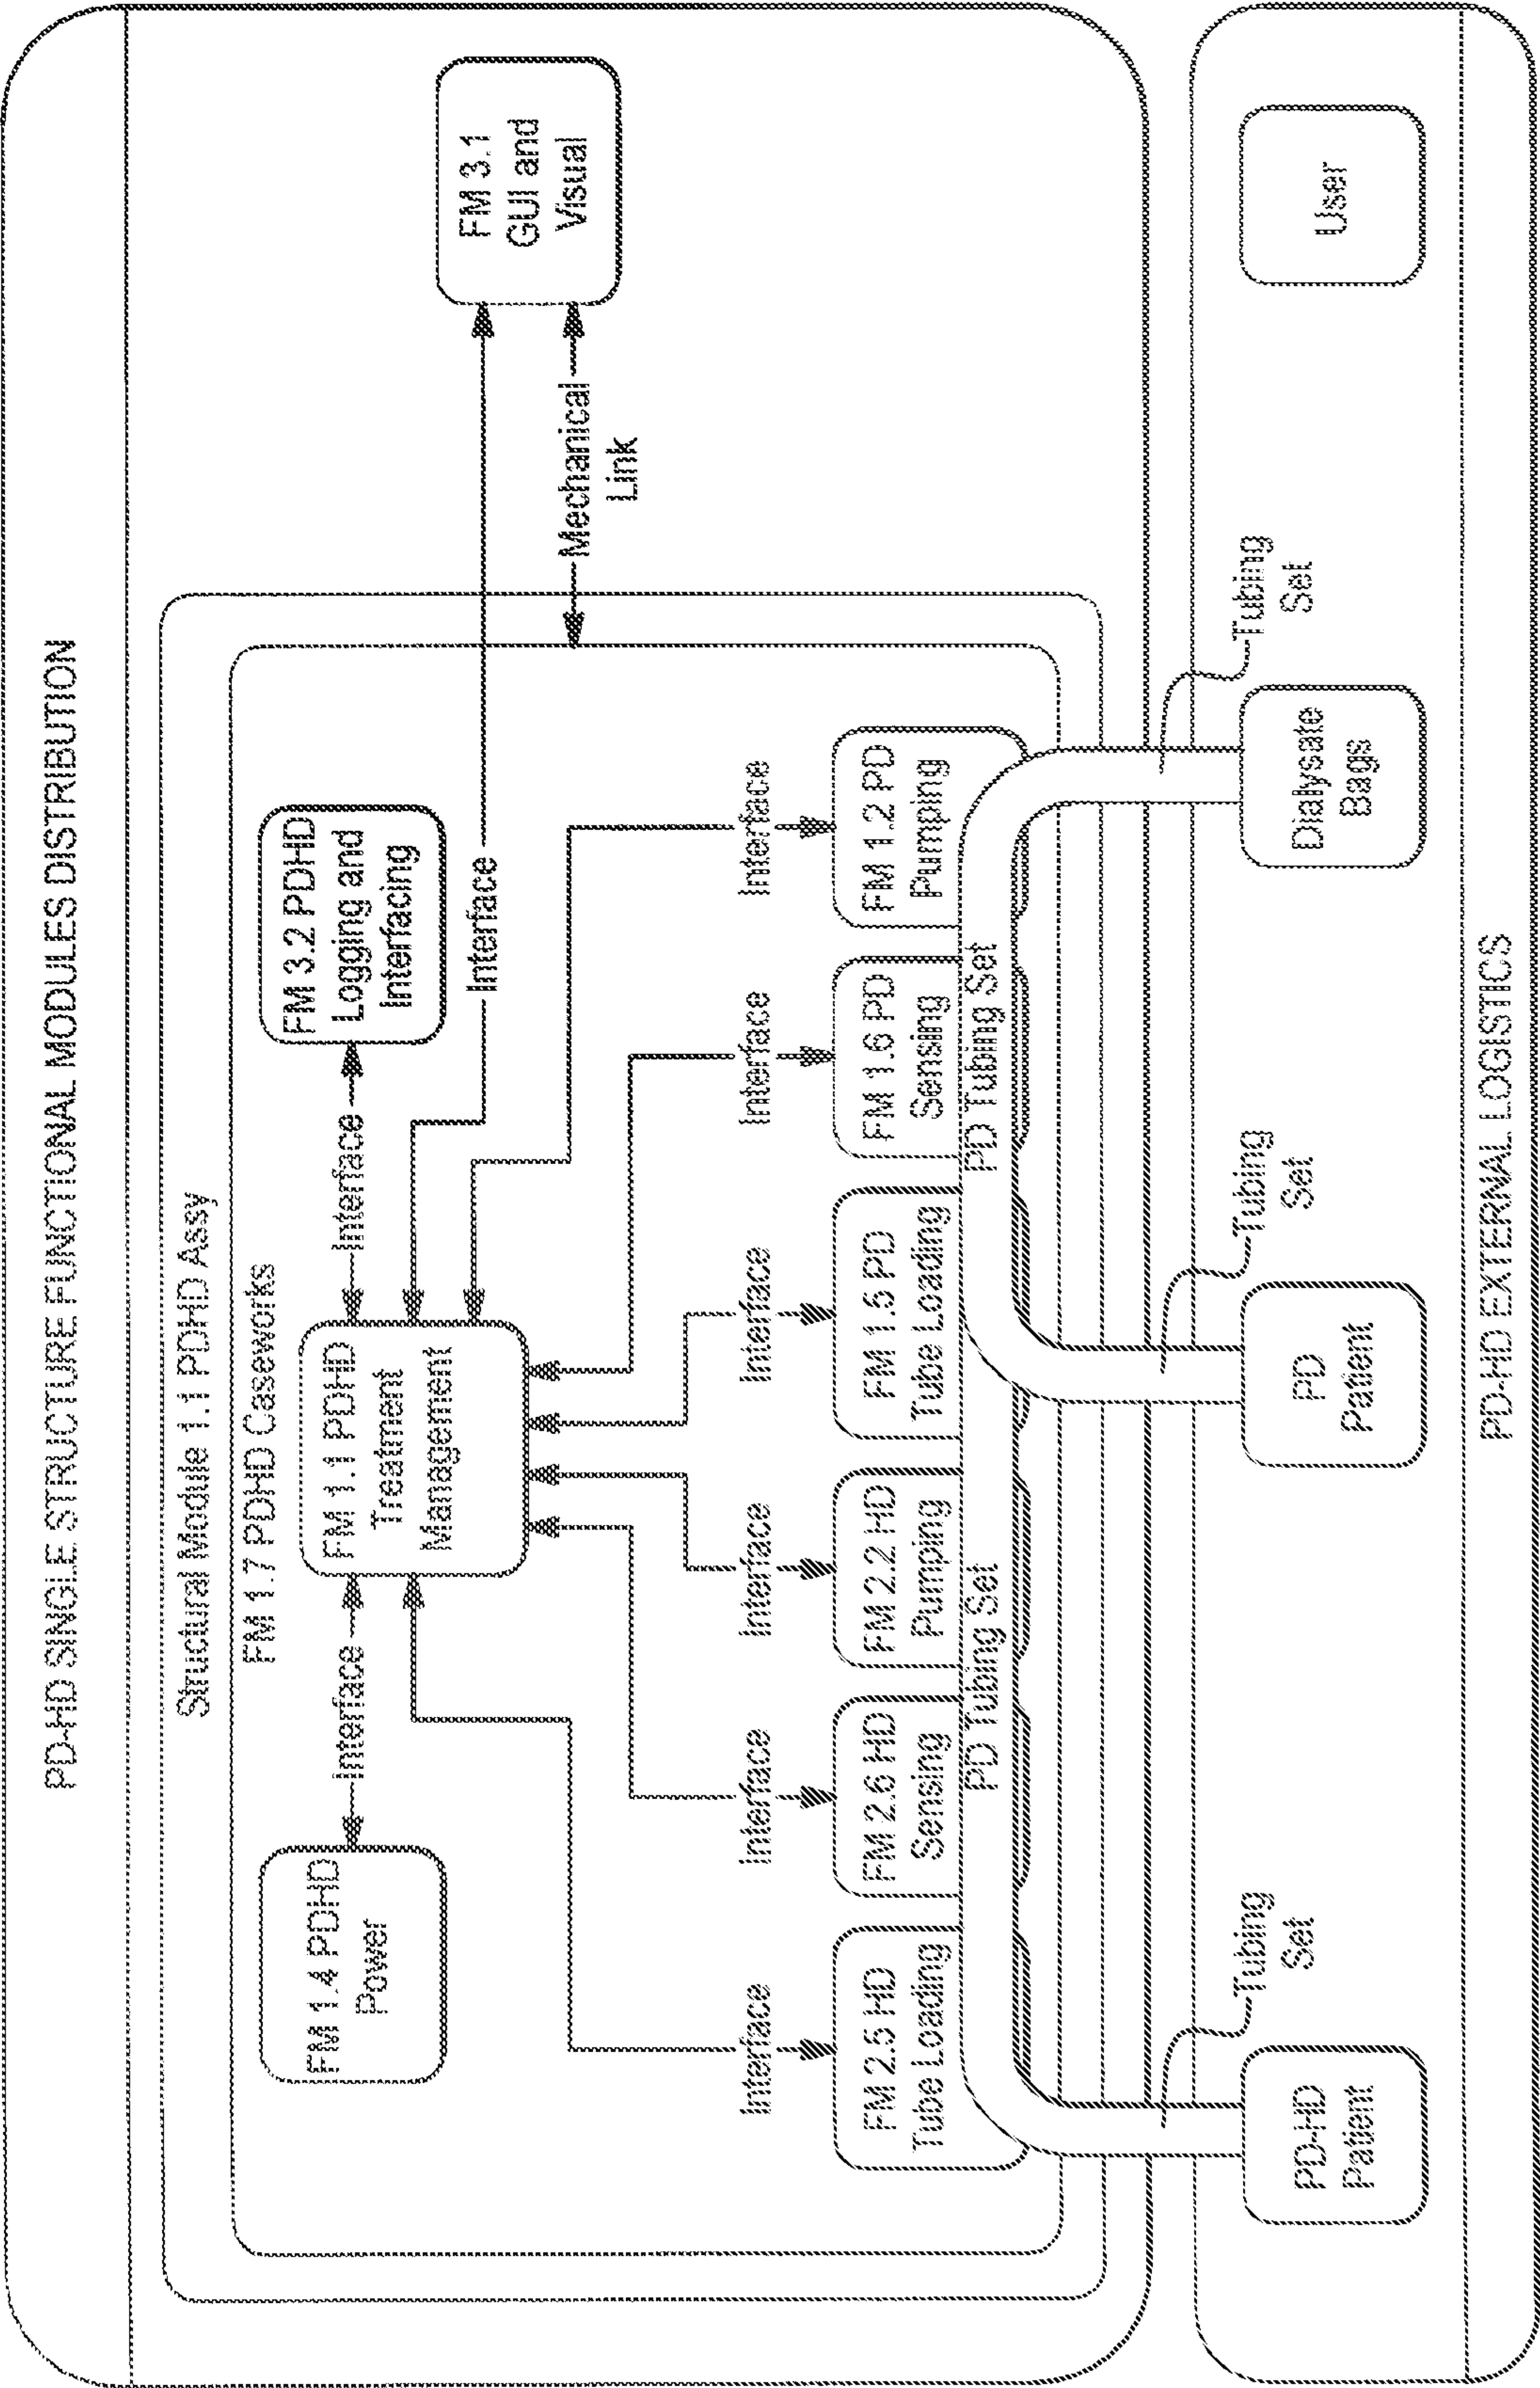 PD-HD SINGLE STRUCTURE FUNCTIONAL MODULES DISTRIBUTION
Structural Module 1.1 PDHD Assy
FM 1.7 PDHD Caseworks
FM 1.4 PDHD
Power
Interface
FM 1.1 PDHD
Treatment
Management
Interface
FM 3.2 PDHD
Logging and
Interfacing
Interface
FM 3.1
GUI and
Visual
Mechanical
Link
Interface
Interface
Interface
Interface
Interface
Interface
FM 2.5 HD
Tube Loading
FM 2.6 HD
Sensing
FM 2.2 HD
Pumping
FM 1.5 PD
Tube Loading
FM 1.6 PD
Sensing
FM 1.2 PD
Pumping
PD Tubing Set
PD Tubing Set
Tubing
Set
Tubing
Set
Tubing
Set
PD-HD
Patient
PD
Patient
Dialysate
Bags
User
PD-HD EXTERNAL LOGISTICS